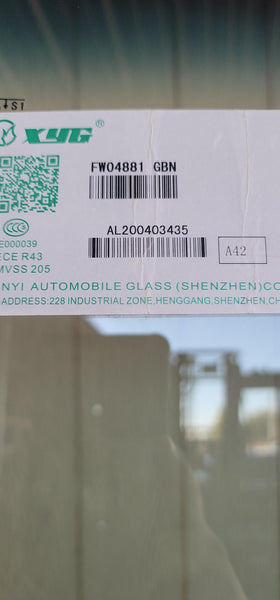 XYG®
FW04881 GBN
AL200403435
A42
E000039
ECE R43
MVSS 205
NYI AUTOMOBILE GLASS (SHENZHEN) CO
ADDRESS:228 INDUSTRIAL ZONE, HENGGANG, SHENZHEN, CH